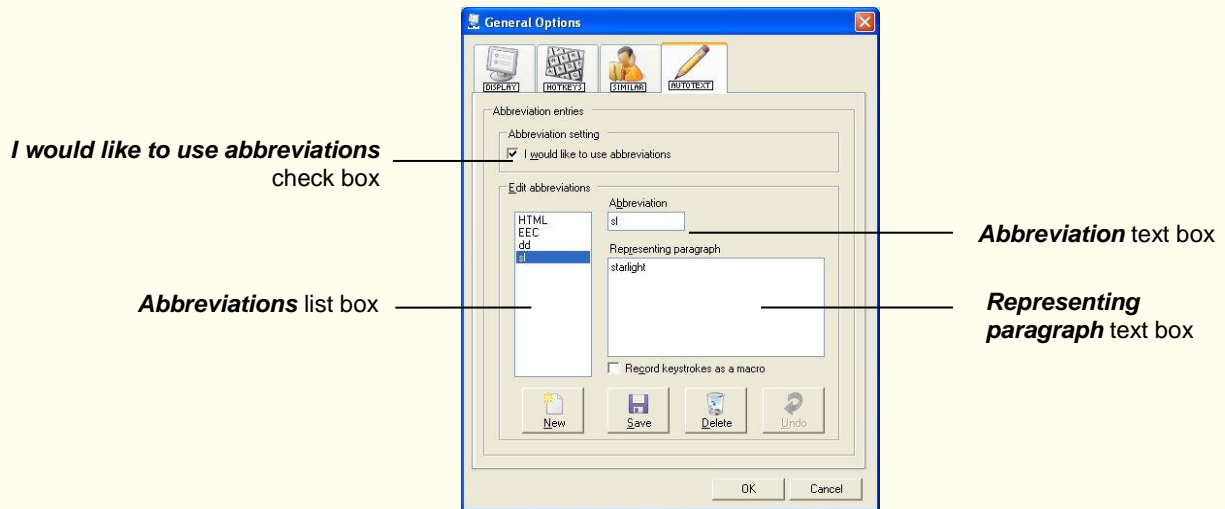 General Options
DISPLAY
HOTKEYS
SIMILAR
AUTOTEXT
Abbreviation entries
Abbreviation setting
I would like to use abbreviations
I would like to use abbreviations
check box
Edit abbreviations
Abbreviation
HTML
EEC
dd
sl
sl
Abbreviation text box
Representing paragraph
starlight
Abbreviations list box
Representing
paragraph text box
Record keystrokes as a macro
New
Save
Delete
Undo
OK
Cancel